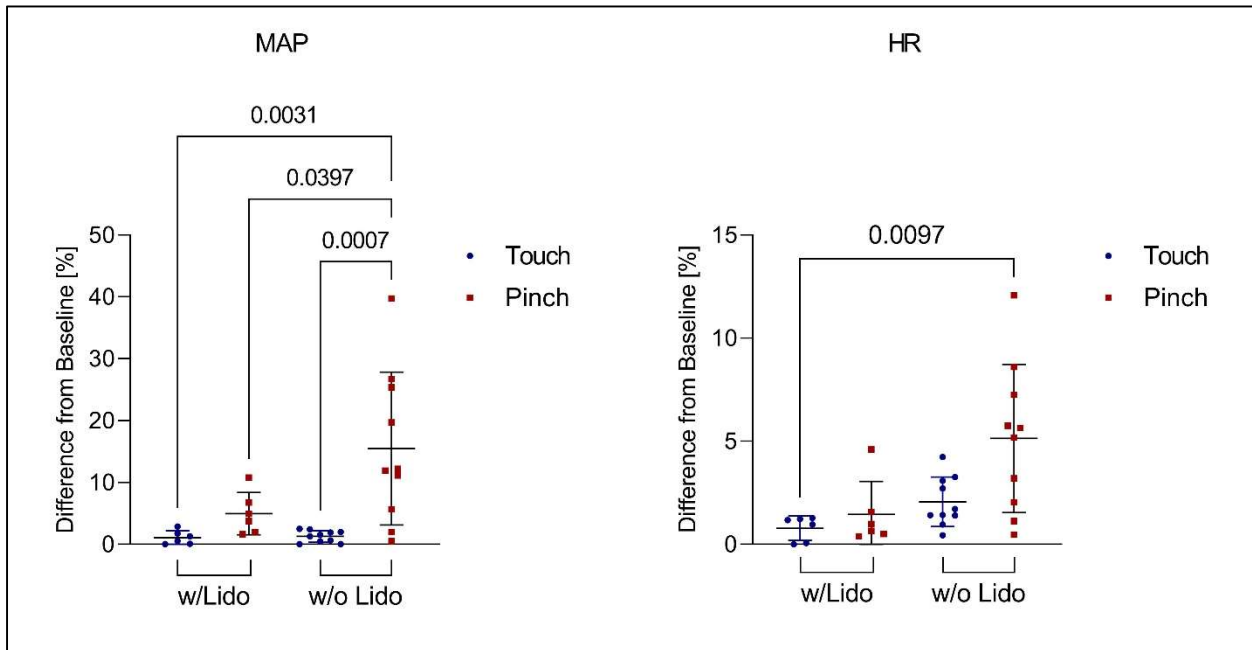 MAP
0.0031
0.0397
0.0007
50
40
30
20
10
0
Difference from Baseline [%]
Touch
Pinch
w/Lido
w/o Lido
HR
0.0097
15
10
5
0
Difference from Baseline [%]
Touch
Pinch
w/Lido
w/o Lido